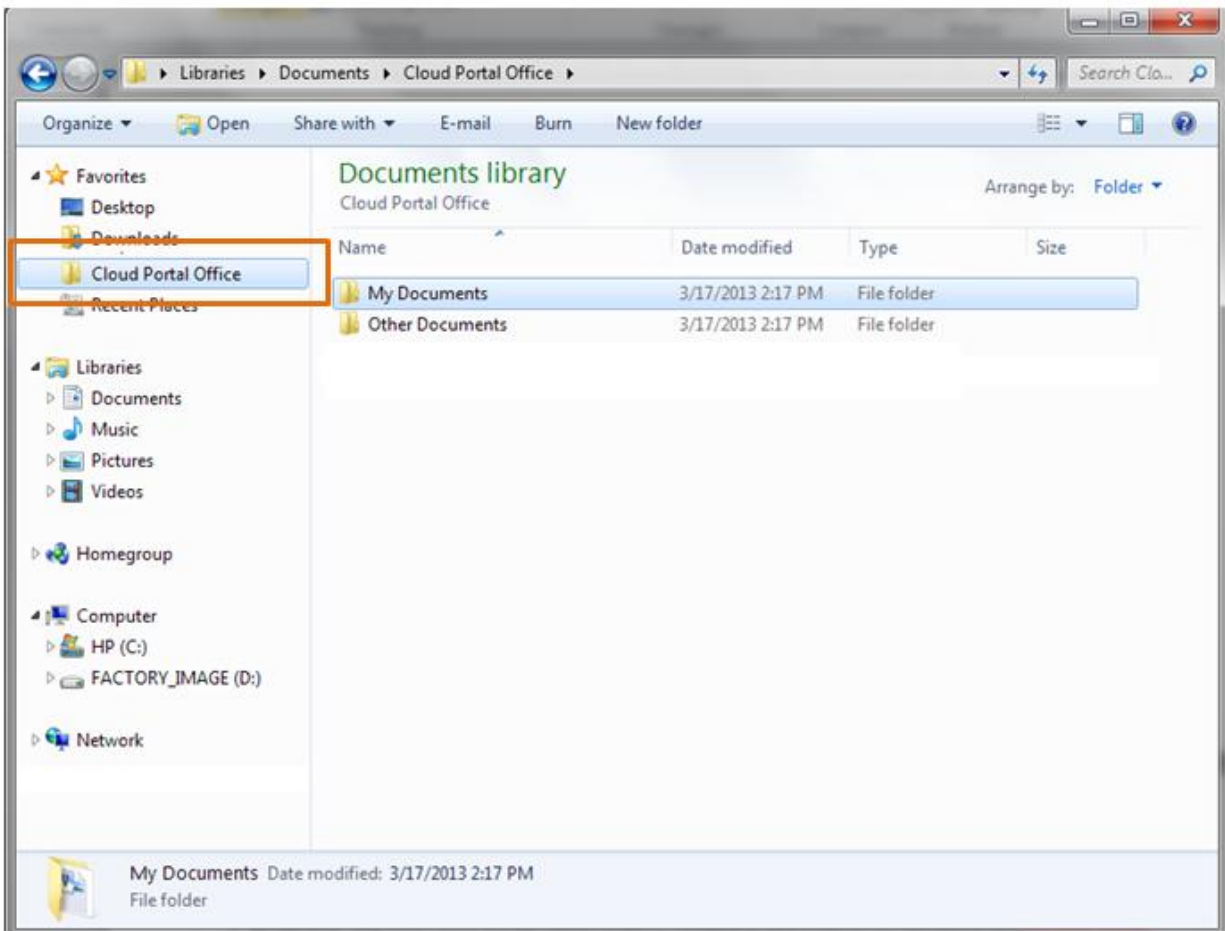 Libraries Documents Cloud Portal Office
Search Clo...
Organize Open Share with E-mail Burn New folder
Favorites
Desktop
Downloads
Cloud Portal Office
Recent Places
Libraries
Documents
Music
Pictures
Videos
Homegroup
Computer
HP (C:)
FACTORY_IMAGE (D:)
Network
Documents library
Cloud Portal Office
Arrange by: Folder
Name Date modified Type Size
My Documents 3/17/2013 2:17 PM File folder
Other Documents 3/17/2013 2:17 PM File folder
My Documents Date modified: 3/17/2013 2:17 PM
File folder